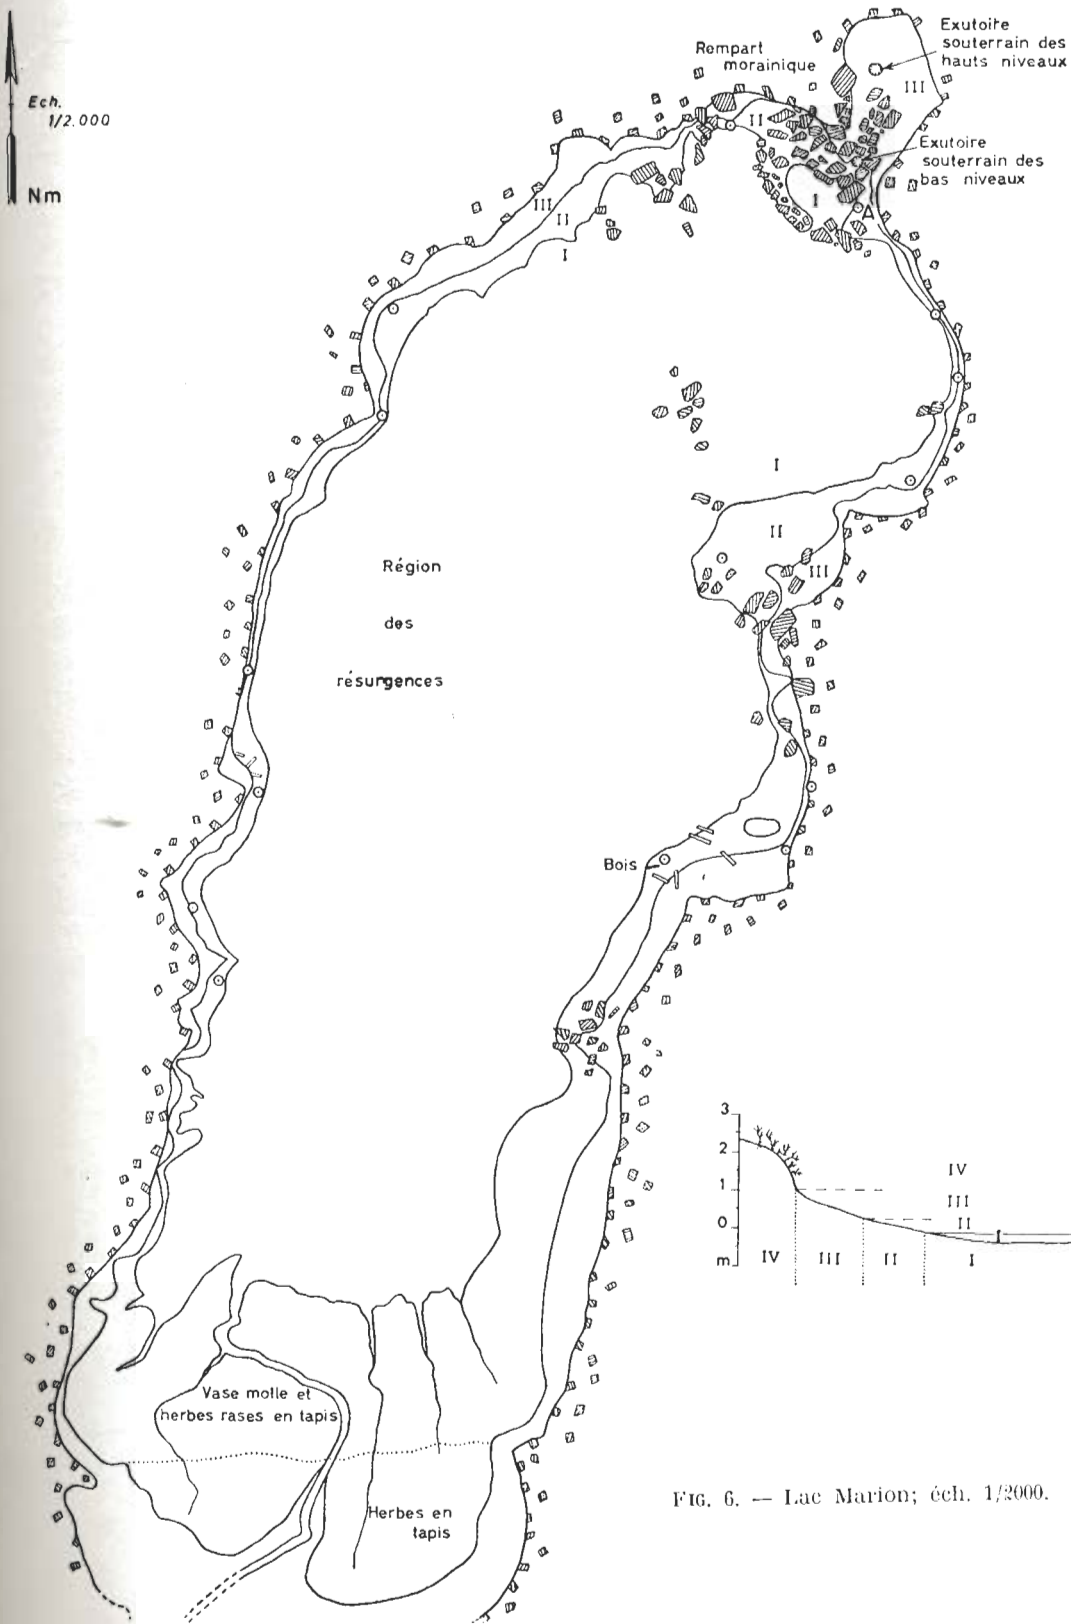 Ech.
1/2.000
Nm
Rempart
morainique
Exutoire
souterrain des
hauts niveaux
III
II
Exutoire
souterrain des
bas niveaux
I
A
III
II
I
I
II
III
Région
des
résurgences
Bois
3
2
1
0
m
IV
III
II
I
IV
III
II
I
Vase molle et
herbes rases en tapis
Herbes en
tapis
FIG. 6. — Lac Marion; éch. 1/2000.